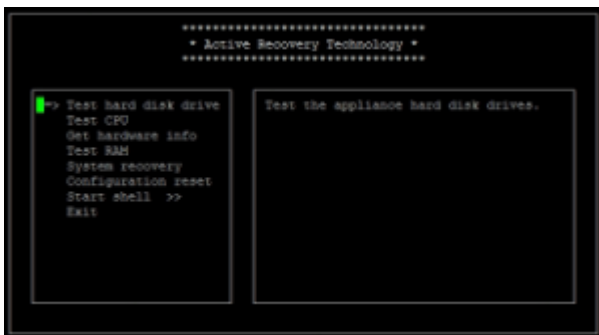 *********************************
* Active Recovery Technology *
*********************************
=> Test hard disk drive
Test CPU
Get hardware info
Test RAM
System recovery
Configuration reset
Start shell >>
Exit
Test the appliance hard disk drives.